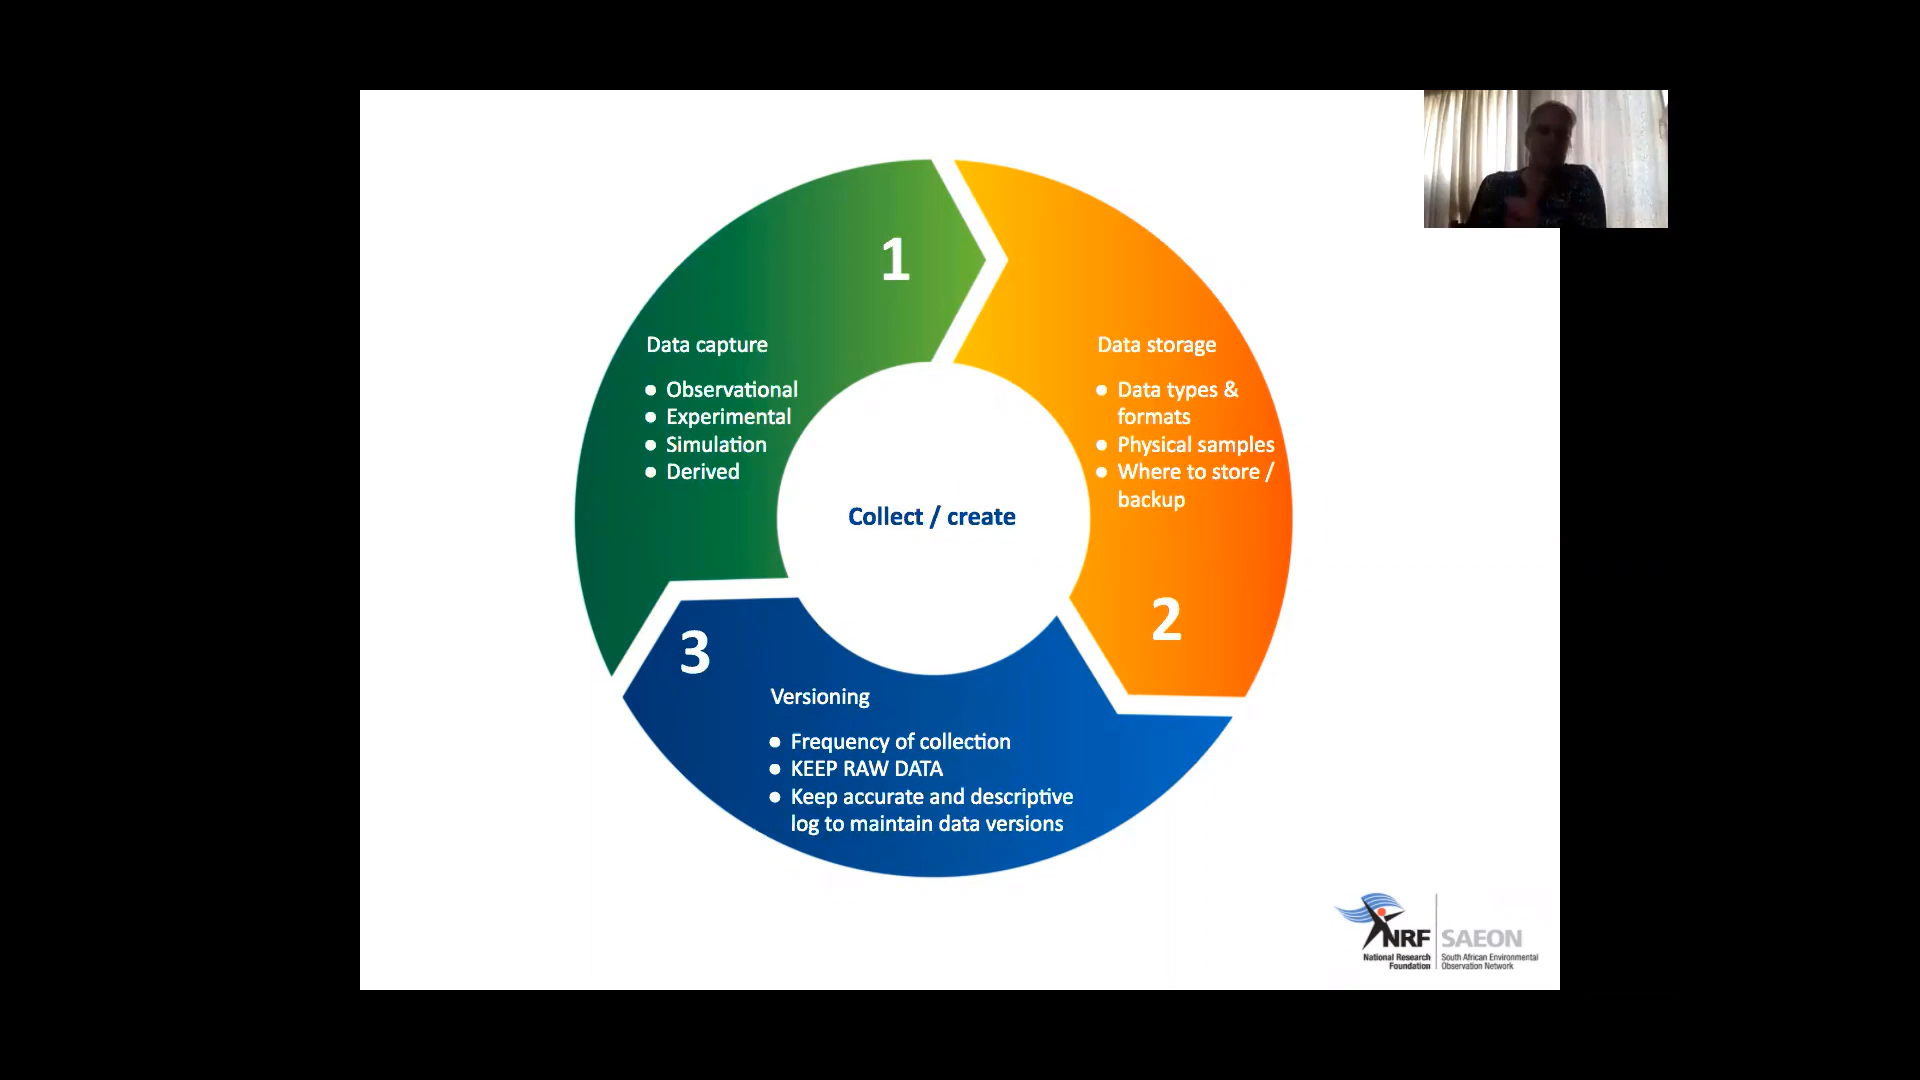 1
Data capture
● Observational
● Experimental
● Simulation
● Derived
Data storage
● Data types &
formats
● Physical samples
● Where to store /
backup
2
Collect / create
3
Versioning
● Frequency of collection
● KEEP RAW DATA
● Keep accurate and descriptive
log to maintain data versions
NRF
National Research
Foundation
SAEON
South African Environmental
Observation Network